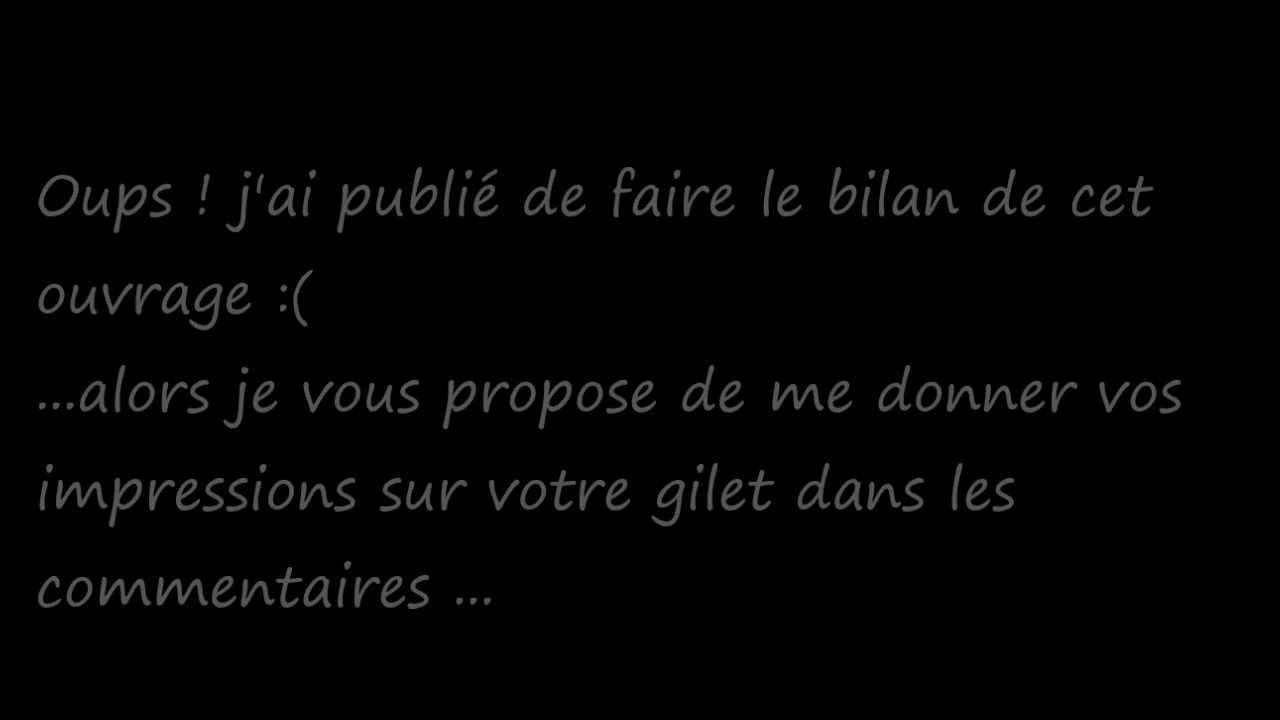 Oups ! j'ai publié de faire le bilan de cet
ouvrage :(
...alors je vous propose de me donner vos
impressions sur votre gilet dans les
commentaires ...